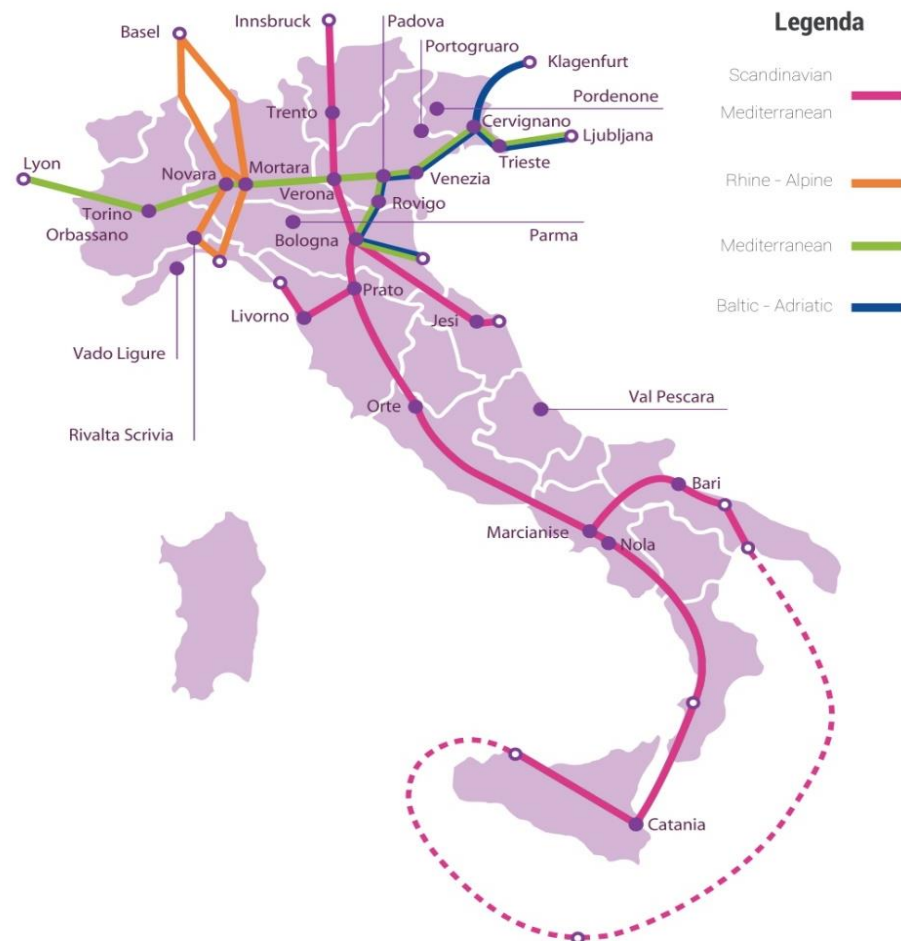 Legenda
Scandinavian
Mediterranean
Rhine - Alpine
Mediterranean
Baltic - Adriatic
Innsbruck
Padova
Basel
Portogruaro
Klagenfurt
Pordenone
Trento
Cervignano
Ljubljana
Lyon
Trieste
Novara
Mortara
Venezia
Verona
Torino
Orbassano
Rovigo
Bologna
Parma
Prato
Livorno
Jesi
Vado Ligure
Orte
Val Pescara
Rivalta Scrivia
Bari
Marcianise
Nola
Catania